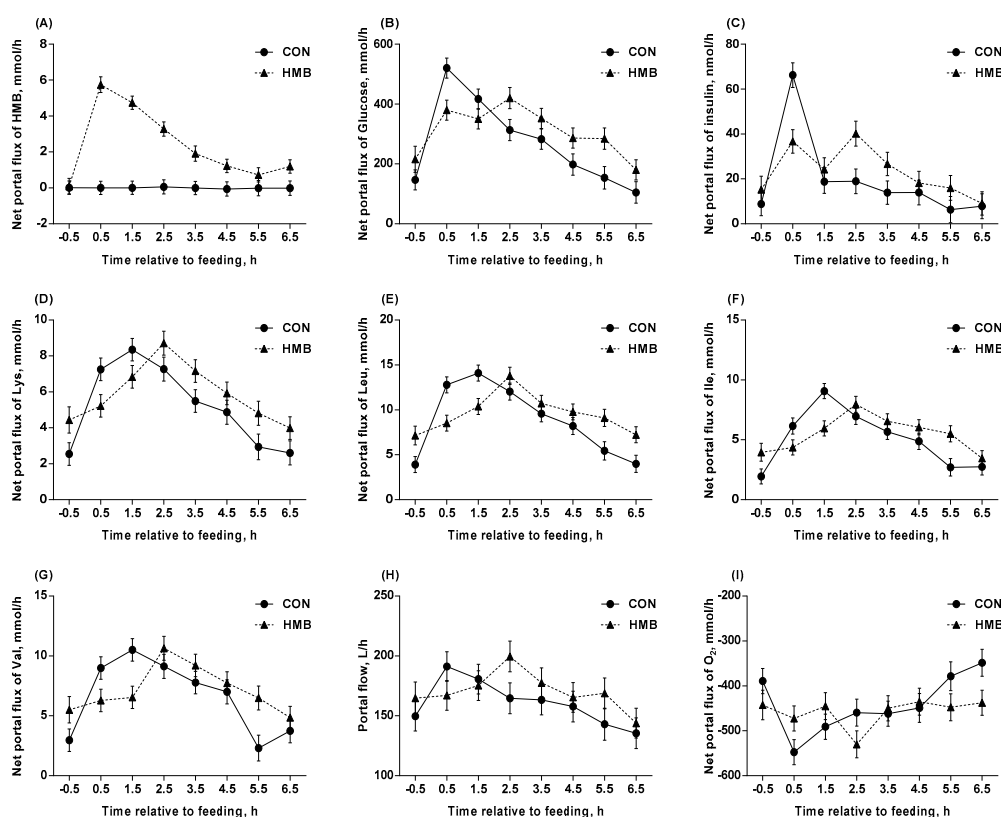 (A)
Net portal flux of HMB, mmol/h
8
6
4
2
0
-2
CON
HMB
-0.5 0.5 1.5 2.5 3.5 4.5 5.5 6.5
Time relative to feeding, h
(B)
Net portal flux of Glucose, mmol/h
600
400
200
0
CON
HMB
-0.5 0.5 1.5 2.5 3.5 4.5 5.5 6.5
Time relative to feeding, h
(C)
Net portal flux of insulin, nmol/h
80
60
40
20
0
CON
HMB
-0.5 0.5 1.5 2.5 3.5 4.5 5.5 6.5
Time relative to feeding, h
(D)
Net portal flux of Lys, mmol/h
10
8
6
4
2
0
CON
HMB
-0.5 0.5 1.5 2.5 3.5 4.5 5.5 6.5
Time relative to feeding, h
(E)
Net portal flux of Leu, mmol/h
20
15
10
5
0
CON
HMB
-0.5 0.5 1.5 2.5 3.5 4.5 5.5 6.5
Time relative to feeding, h
(F)
Net portal flux of Ile, mmol/h
15
10
5
0
CON
HMB
-0.5 0.5 1.5 2.5 3.5 4.5 5.5 6.5
Time relative to feeding, h
(G)
Net portal flux of Val, mmol/h
15
10
5
0
CON
HMB
-0.5 0.5 1.5 2.5 3.5 4.5 5.5 6.5
Time relative to feeding, h
(H)
Portal flow, L/h
250
200
150
100
CON
HMB
-0.5 0.5 1.5 2.5 3.5 4.5 5.5 6.5
Time relative to feeding, h
(I)
Net portal flux of O₂, mmol/h
-200
-300
-400
-500
-600
CON
HMB
-0.5 0.5 1.5 2.5 3.5 4.5 5.5 6.5
Time relative to feeding, h